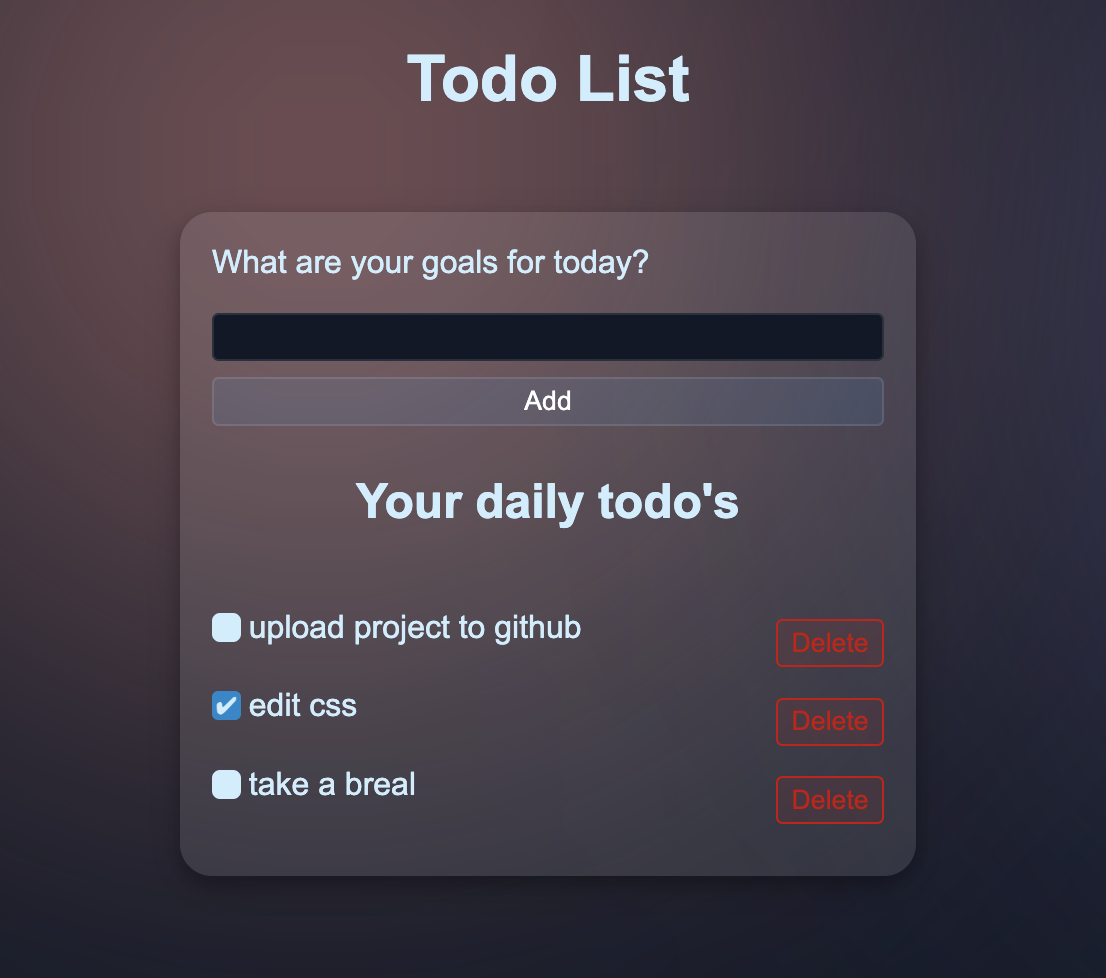 Todo List
What are your goals for today?
Add
Your daily todo's
upload project to github
Delete
edit css
Delete
take a breal
Delete